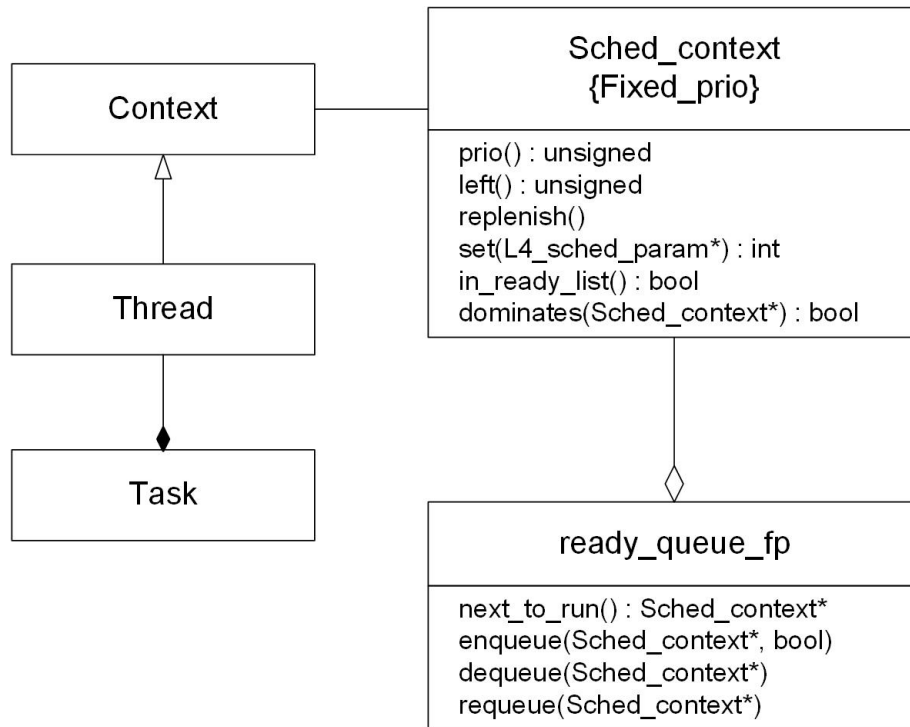 Context
Thread
Task
Sched_context
{Fixed_prio}
prio() : unsigned
left() : unsigned
replenish()
set(L4_sched_param*) : int
in_ready_list() : bool
dominates(Sched_context*) : bool
ready_queue_fp
next_to_run() : Sched_context*
enqueue(Sched_context*, bool)
dequeue(Sched_context*)
requeue(Sched_context*)